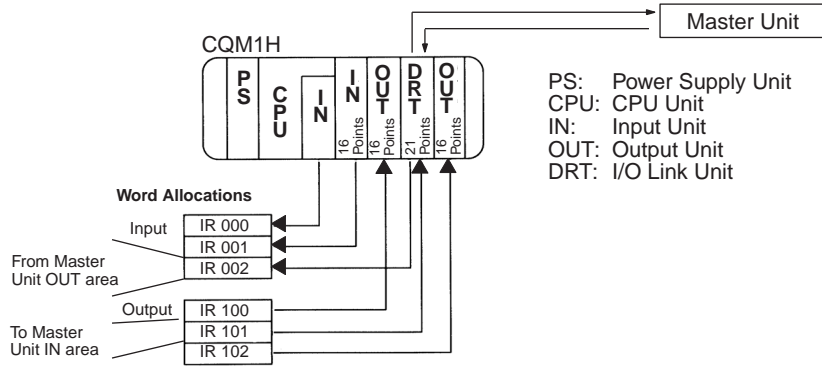 Master Unit
CQM1H
PS
CPU
IN
IN
16 Points
OUT
16 Points
DRT
21 Points
OUT
16 Points
PS: Power Supply Unit
CPU: CPU Unit
IN: Input Unit
OUT: Output Unit
DRT: I/O Link Unit
Word Allocations
Input
IR 000
IR 001
IR 002
From Master
Unit OUT area
Output
IR 100
IR 101
IR 102
To Master
Unit IN area